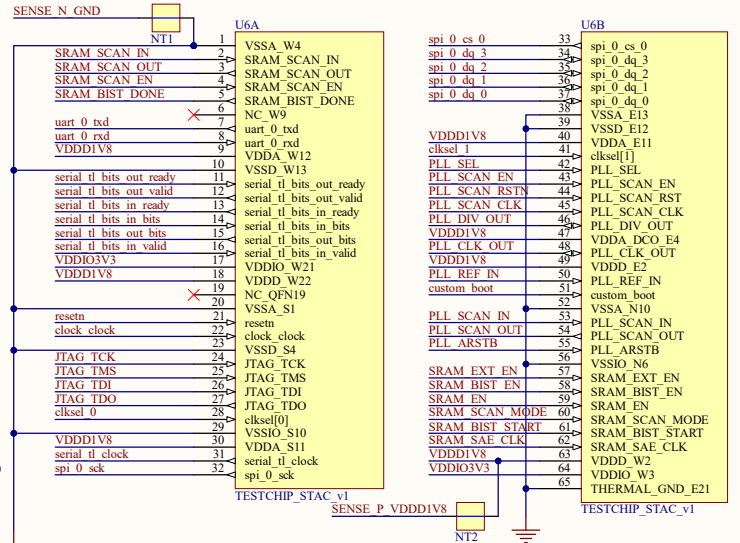 SENSE_N_GND
NT1
U6A
1 VSSA_W4
SRAM_SCAN_IN 2 SRAM_SCAN_IN
SRAM_SCAN_OUT 3 SRAM_SCAN_OUT
SRAM_SCAN_EN 4 SRAM_SCAN_EN
SRAM_BIST_DONE 5 SRAM_BIST_DONE
6 NC_W9
uart_0_txd 7 uart_0_txd
uart_0_rxd 8 uart_0_rxd
VDDD1V8 9 VDDA_W12
10 VSSD_W13
serial_tl_bits_out_ready 11 serial_tl_bits_out_ready
serial_tl_bits_out_valid 12 serial_tl_bits_out_valid
serial_tl_bits_in_ready 13 serial_tl_bits_in_ready
serial_tl_bits_in_bits 14 serial_tl_bits_in_bits
serial_tl_bits_out_bits 15 serial_tl_bits_out_bits
serial_tl_bits_in_valid 16 serial_tl_bits_in_valid
VDDIO3V3 17 VDDIO_W21
VDDD1V8 18 VDDD_W22
19 NC_QFN19
20 VSSA_S1
resetn 21 resetn
clock_clock 22 clock_clock
23 VSSD_S4
JTAG_TCK 24 JTAG_TCK
JTAG_TMS 25 JTAG_TMS
JTAG_TDI 26 JTAG_TDI
JTAG_TDO 27 JTAG_TDO
clksel_0 28 clksel[0]
29 VSSIO_S10
VDDD1V8 30 VDDA_S11
serial_tl_clock 31 serial_tl_clock
spi_0_sck 32 spi_0_sck
TESTCHIP_STAC_v1
U6B
spi_0_cs_0 33 spi_0_cs_0
spi_0_dq_3 34 spi_0_dq_3
spi_0_dq_2 35 spi_0_dq_2
spi_0_dq_1 36 spi_0_dq_1
spi_0_dq_0 37 spi_0_dq_0
38 VSSA_E13
39 VSSD_E12
VDDD1V8 40 VDDA_E11
clksel_1 41 clksel[1]
PLL_SEL 42 PLL_SEL
PLL_SCAN_EN 43 PLL_SCAN_EN
PLL_SCAN_RSTN 44 PLL_SCAN_RST
PLL_SCAN_CLK 45 PLL_SCAN_CLK
PLL_DIV_OUT 46 PLL_DIV_OUT
VDDD1V8 47 VDDA_DCO_E4
PLL_CLK_OUT 48 PLL_CLK_OUT
VDDD1V8 49 VDDD_E2
PLL_REF_IN 50 PLL_REF_IN
custom_boot 51 custom_boot
52 VSSA_N10
PLL_SCAN_IN 53 PLL_SCAN_IN
PLL_SCAN_OUT 54 PLL_SCAN_OUT
PLL_ARSTB 55 PLL_ARSTB
56 VSSIO_N6
SRAM_EXT_EN 57 SRAM_EXT_EN
SRAM_BIST_EN 58 SRAM_BIST_EN
SRAM_EN 59 SRAM_EN
SRAM_SCAN_MODE 60 SRAM_SCAN_MODE
SRAM_BIST_START 61 SRAM_BIST_START
SRAM_SAE_CLK 62 SRAM_SAE_CLK
VDDD1V8 63 VDDD_W2
VDDIO3V3 64 VDDIO_W3
65 THERMAL_GND_E21
TESTCHIP_STAC_v1
SENSE_P_VDDD1V8
NT2